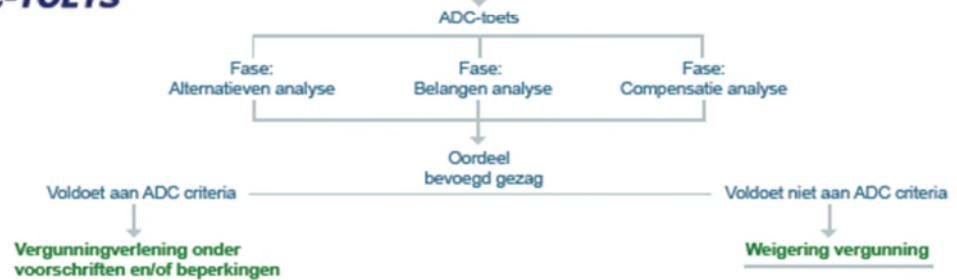 -TOETS
ADC-toets
Fase:
Alternatieven analyse
Fase:
Belangen analyse
Fase:
Compensatie analyse
Oordeel
bevoegd gezag
Voldoet aan ADC criteria
Voldoet niet aan ADC criteria
Vergunningverlening onder
voorschriften en/of beperkingen
Weigering vergunning